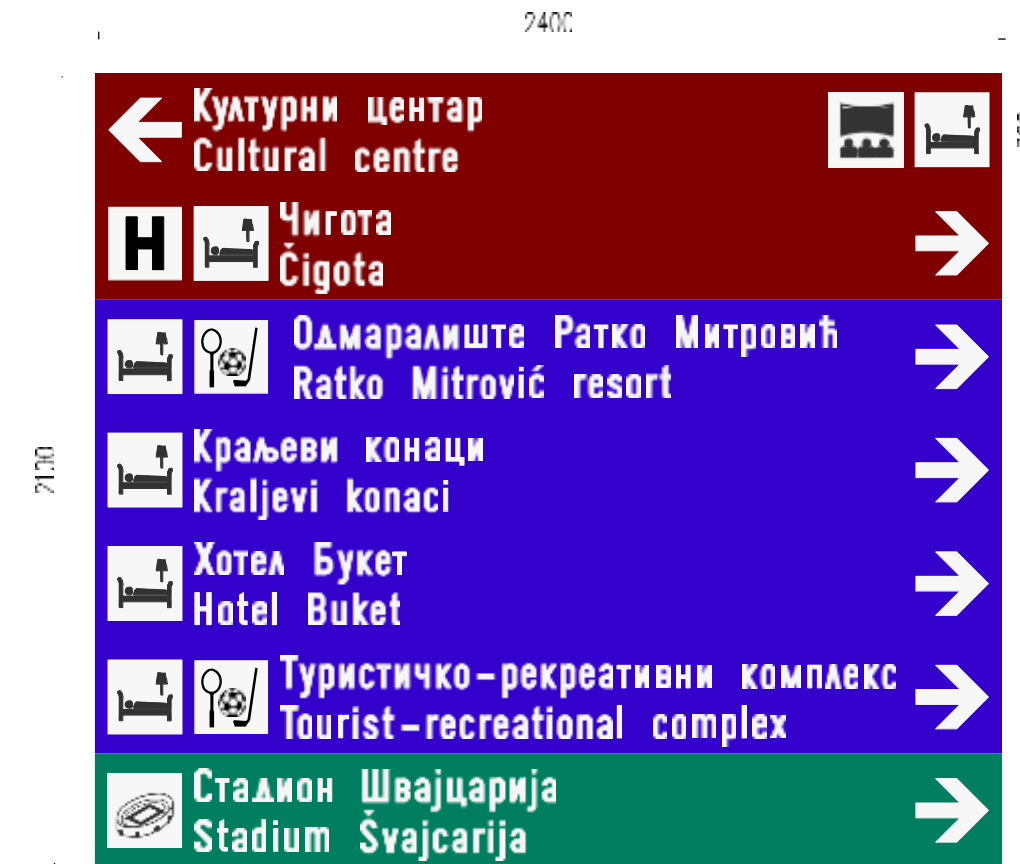 2400
Културни центар
Cultural centre
H
Чигота
Čigota
Одмаралиште Ратко Митровић
Ratko Mitrović resort
2130
Краљеви конаци
Kraljevi konaci
Хотел Букет
Hotel Buket
Туристичко-рекреативни комплекс
Tourist-recreational complex
Стадион Швајцарија
Stadium Švajcarija